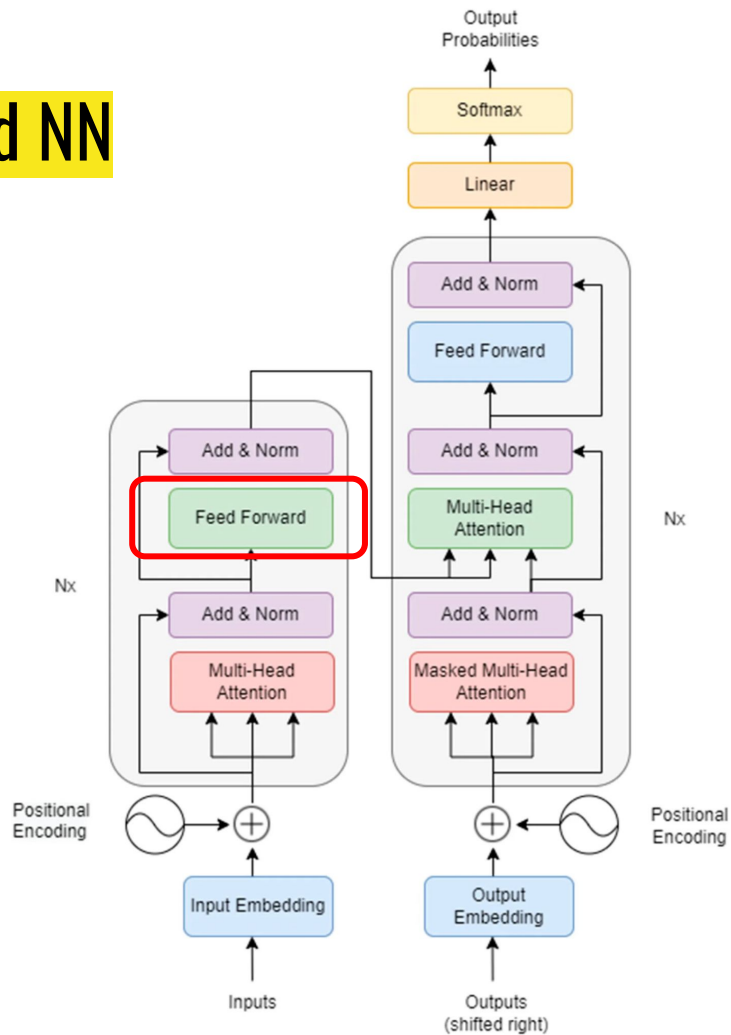 d NN
Output
Probabilities
Softmax
Linear
Add & Norm
Feed Forward
Add & Norm
Multi-Head
Attention
Nx
Add & Norm
Masked Multi-Head
Attention
Add & Norm
Feed Forward
Nx
Add & Norm
Multi-Head
Attention
Positional
Encoding
Positional
Encoding
Input Embedding
Output
Embedding
Inputs
Outputs
(shifted right)